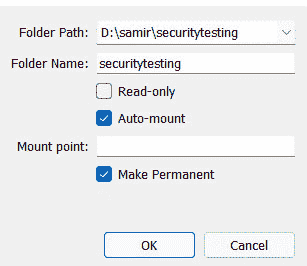 Folder Path: D:\samir\securitytesting
Folder Name: securitytesting
Read-only
Auto-mount
Mount point:
Make Permanent
OK Cancel